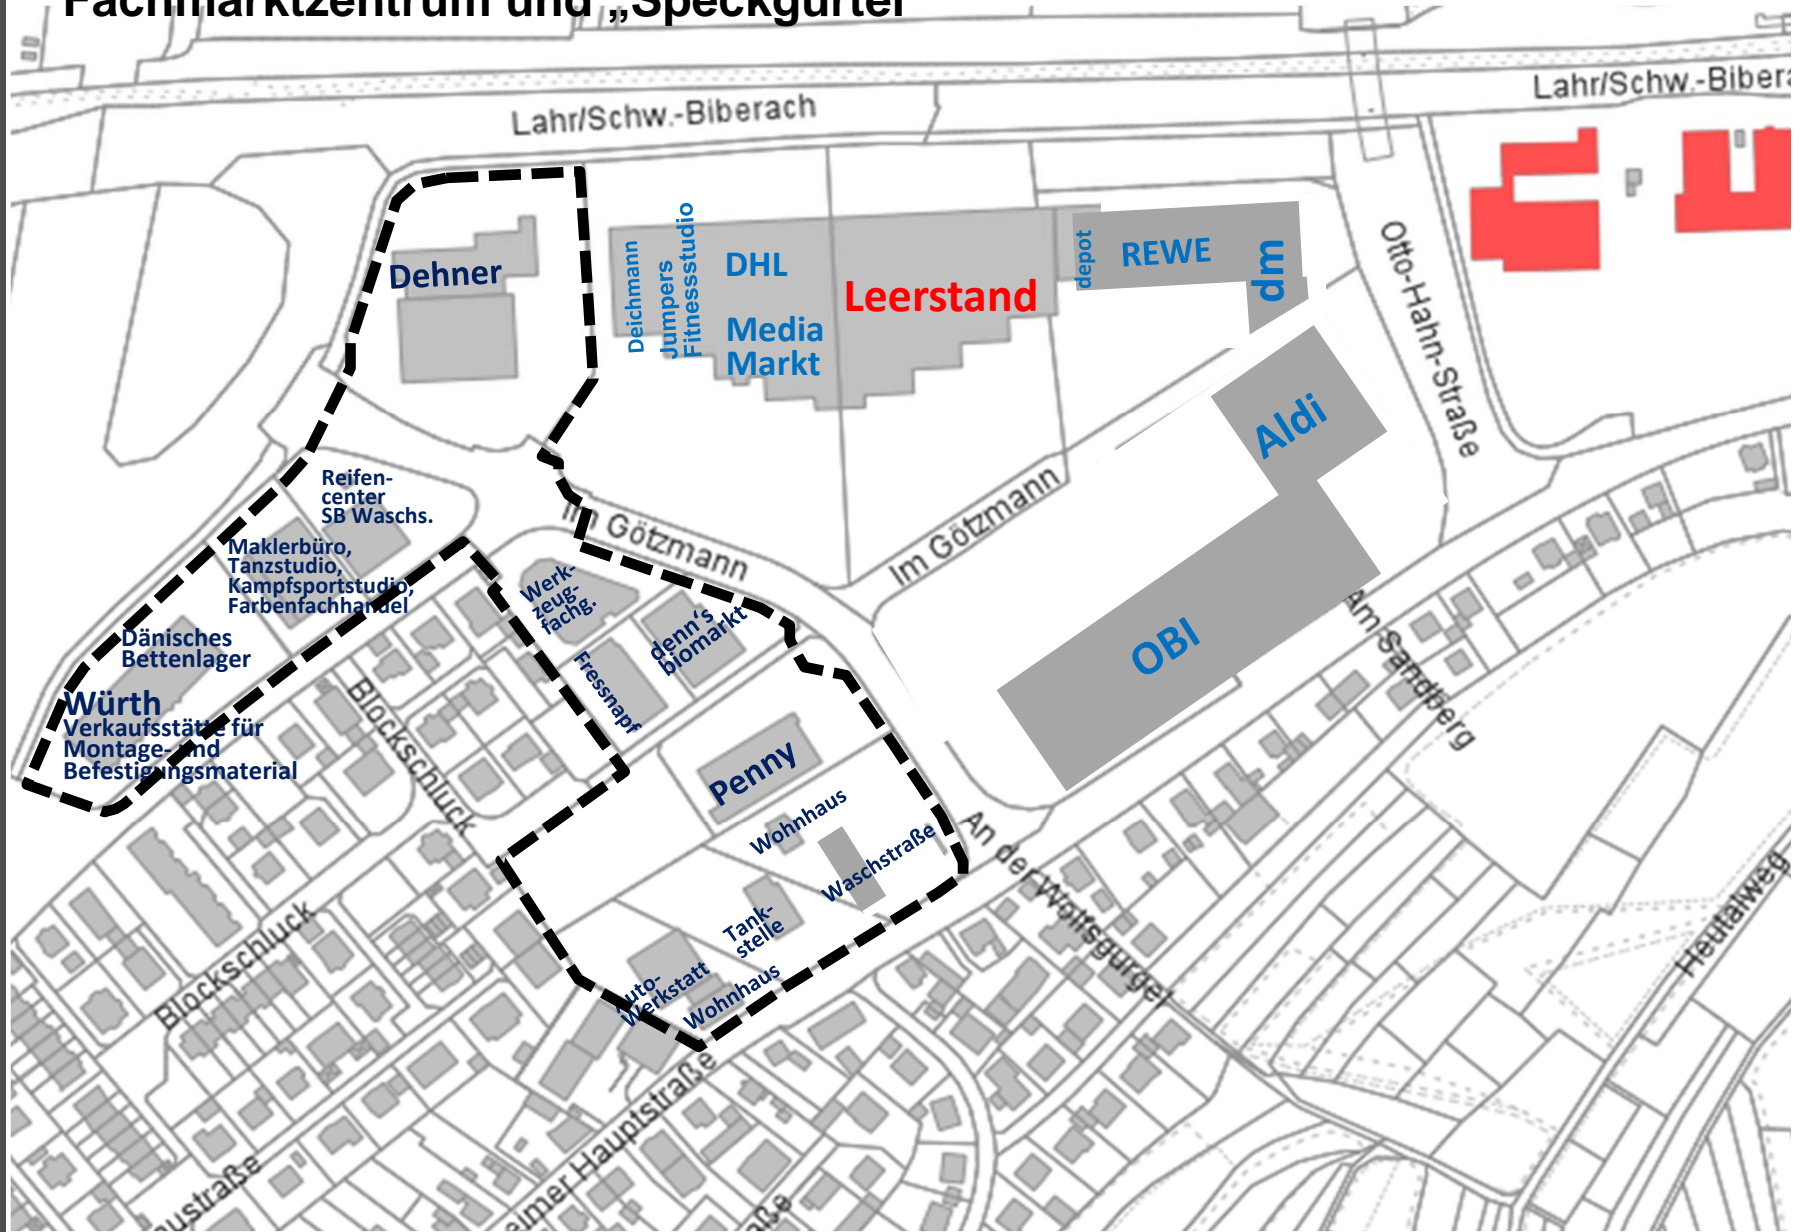 Fachmarktzentrum und „Speckgürtel
Lahr/Schw.-Biberach
Lahr/Schw.-Bibera
Otto-Hahn-Straße
Dehner
Deichmann
Jumpers
Fitnessstudio
DHL
Media
Markt
Leerstand
depot
REWE
dm
Aldi
OBI
Reifen-
center
SB Waschs.
Im Götzmann
Im Götzmann
Maklerbüro,
Tanzstudio,
Kampfsportstudio,
Farbenfachhandel
Werk-
zeug-
fachg.
denn's
biomarkt
Fressnapf
Dänisches
Bettenlager
Würth
Verkaufsstätte für
Montage- und
Befestigungsmaterial
Blockschluck
Am Sandberg
Penny
Wohnhaus
Waschstraße
Tank-
stelle
Auto-
Werkstatt
Wohnhaus
An der Wolfsgurgel
Heutalweg
Blockschluck
eimer Hauptstraße
austraße
aße